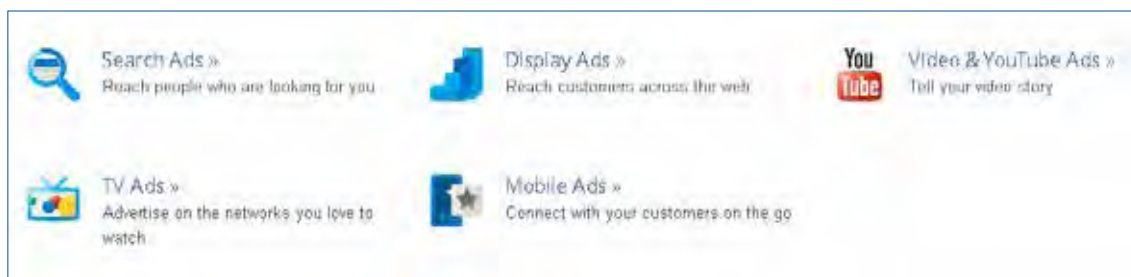 Search Ads »
Reach people who are looking for you
Display Ads »
Reach customers across the web
You
Tube
Video & YouTube Ads »
Tell your video story
TV Ads »
Advertise on the networks you love to
watch
Mobile Ads »
Connect with your customers on the go